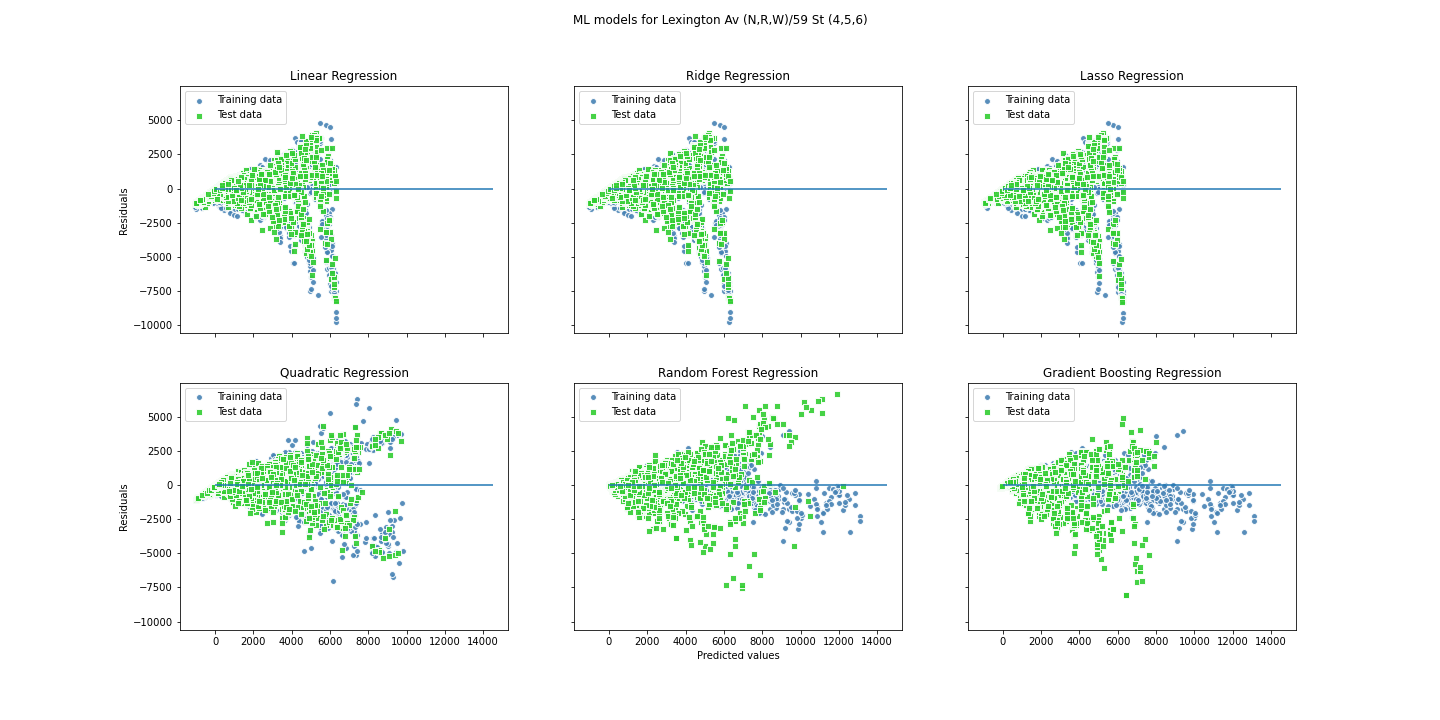 ML models for Lexington Av (N,R,W)/59 St (4,5,6)
Linear Regression
Training data
Test data
5000
2500
0
−2500
−5000
−7500
−10000
Residuals
Ridge Regression
Training data
Test data
Lasso Regression
Training data
Test data
Quadratic Regression
Training data
Test data
5000
2500
0
−2500
−5000
−7500
−10000
Residuals
0 2000 4000 6000 8000 10000 12000 14000
Random Forest Regression
Training data
Test data
0 2000 4000 6000 8000 10000 12000 14000
Predicted values
Gradient Boosting Regression
Training data
Test data
0 2000 4000 6000 8000 10000 12000 14000